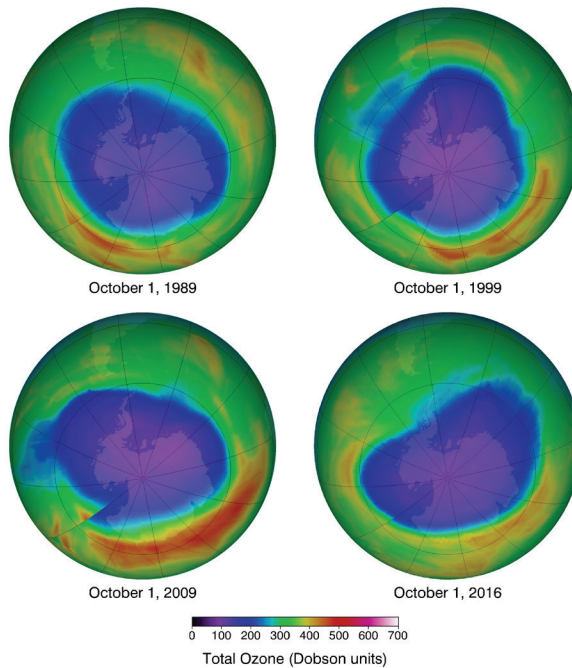 October 1, 1989
October 1, 1999
October 1, 2009
October 1, 2016
0 100 200 300 400 500 600 700
Total Ozone (Dobson units)